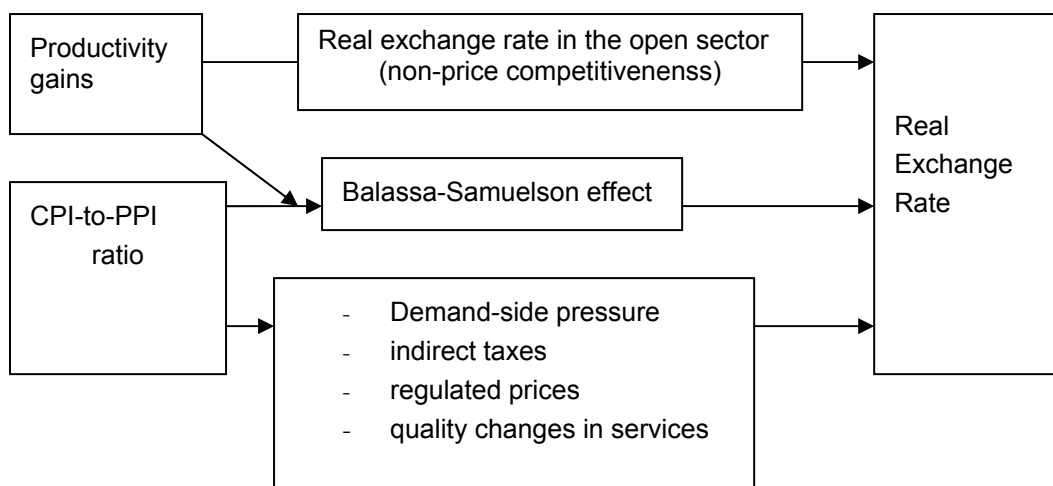 Productivity
gains
Real exchange rate in the open sector
(non-price competitivenenss)
Real
Exchange
Rate
Balassa-Samuelson effect
CPI-to-PPI
ratio
- Demand-side pressure
- indirect taxes
- regulated prices
- quality changes in services